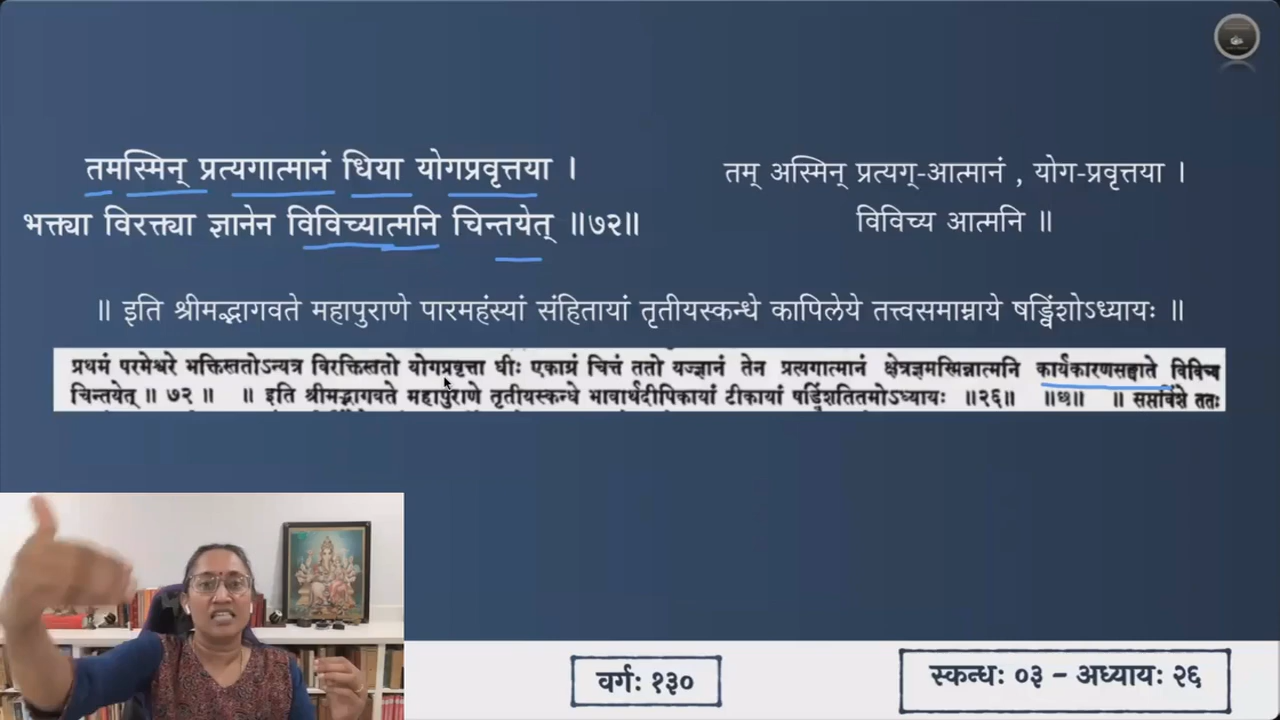 तमस्मिन् प्रत्यगात्मानं धिया योगप्रवृत्तया ।
भक्त्या विरक्त्या ज्ञानेन विविच्यात्मनि चिन्तयेत् ॥७२॥
तम् अस्मिन् प्रत्यग्-आत्मानं , योग-प्रवृत्तया ।
विविच्य आत्मनि ॥
॥ इति श्रीमद्भागवते महापुराणे पारमहंस्यां संहितायां तृतीयस्कन्धे कापिलेये तत्त्वसमाम्नाये षड्विंशोऽध्यायः ॥
प्रथमं परमेश्वरे भक्तिस्ततोऽन्यत्र विरक्तिस्ततो योगप्रवृत्ता धीः एकाग्रं चित्तं ततो यज्ज्ञानं तेन प्रत्यगात्मानं क्षेत्रज्ञमस्मिन्नात्मनि कार्यकारणसङ्घाते विविच्य
चिन्तयेत् ॥ ७२ ॥ ॥ इति श्रीमद्भागवते महापुराणे तृतीयस्कन्धे भावार्थदीपिकायां टीकायां षड्विंशतितमोऽध्यायः ॥२६॥ ॥छ॥ ॥ सप्तविंशे ततः
वर्गः १३०
स्कन्धः ०३ – अध्यायः २६